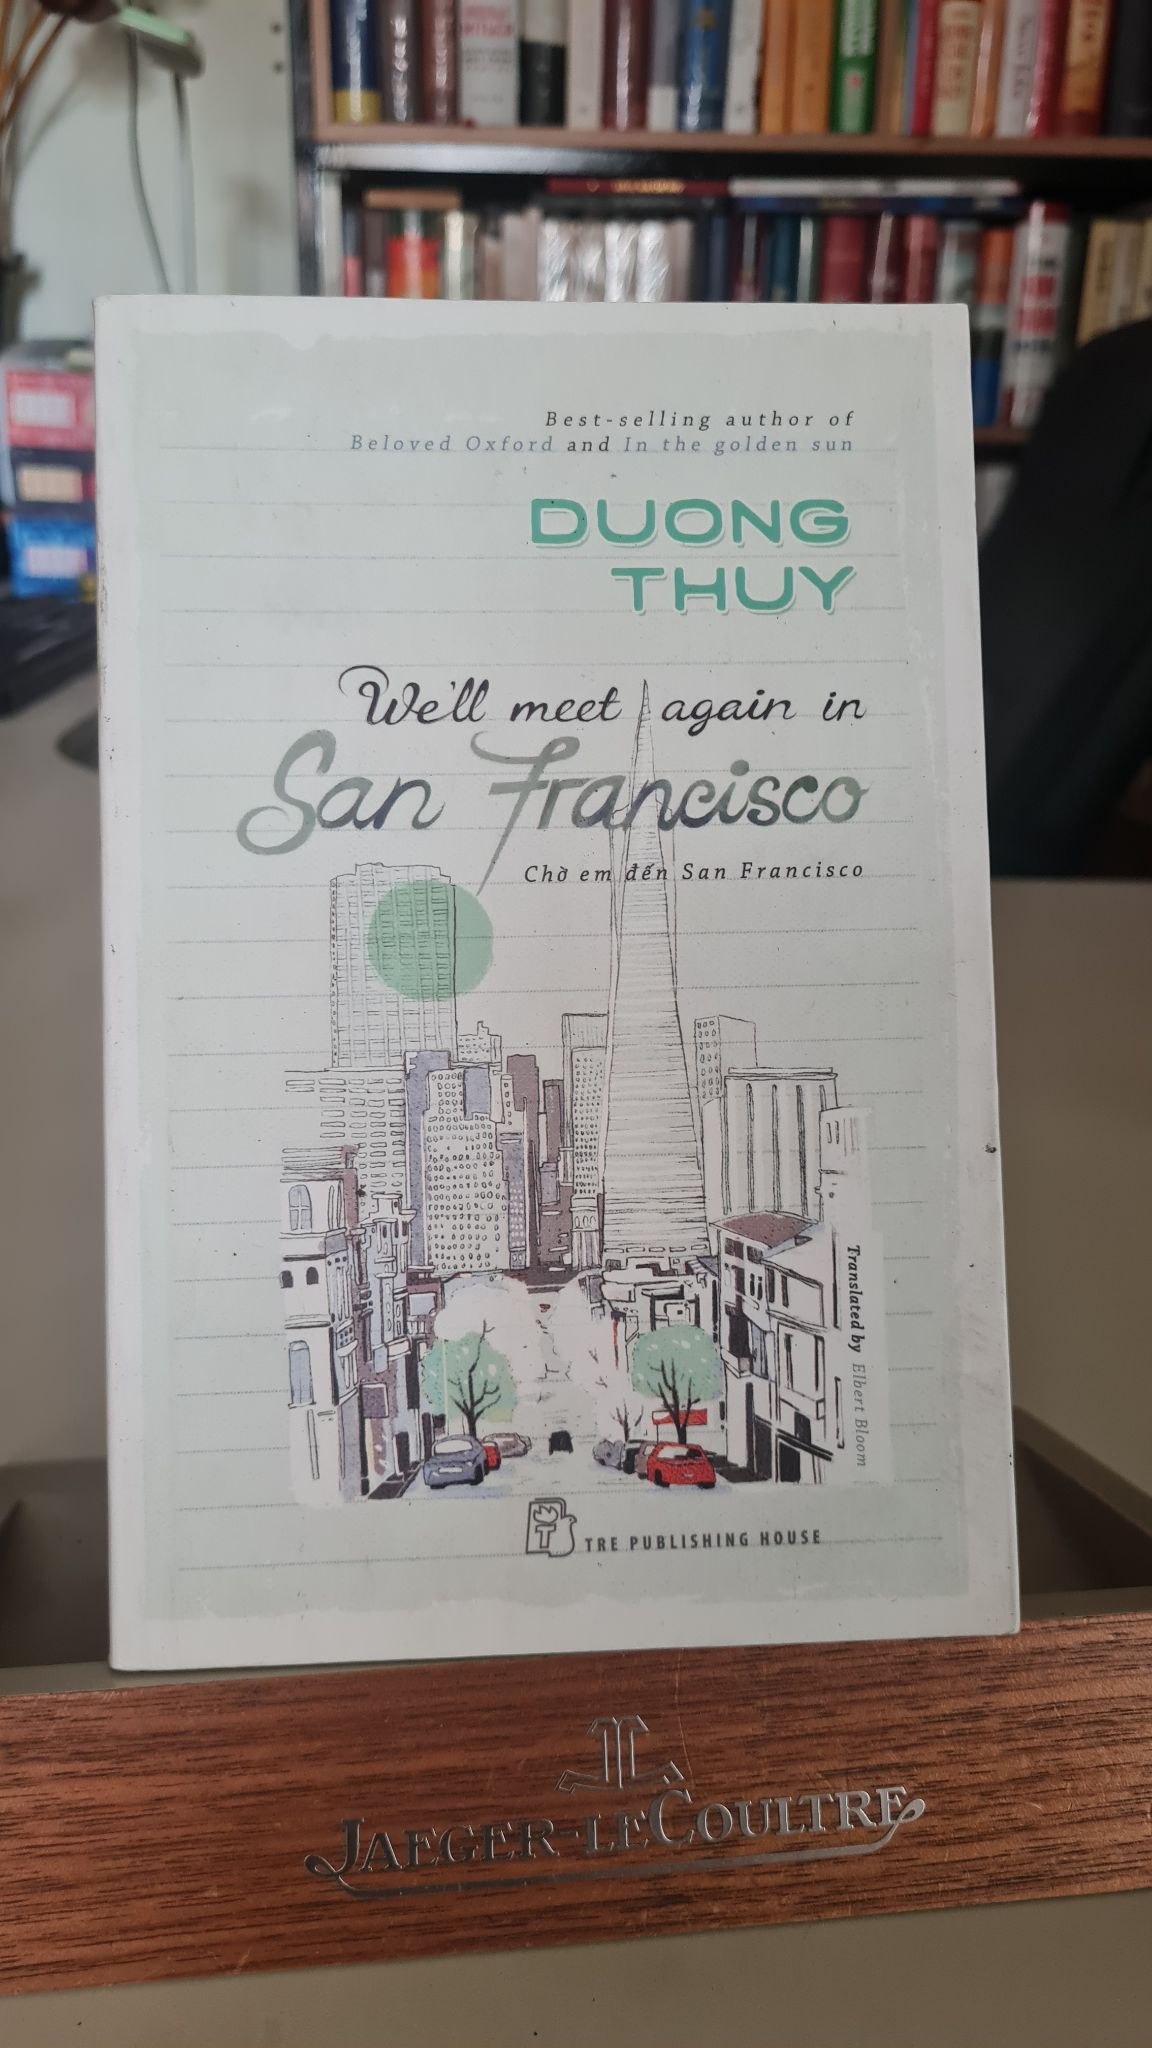 Best-selling author of
Beloved Oxford and In the golden sun
DUONG
THUY
We'll meet again in
San Francisco
Chờ em đến San Francisco
Translated by Elbert Bloom
TRE PUBLISHING HOUSE
JAEGER-LECOULTRE